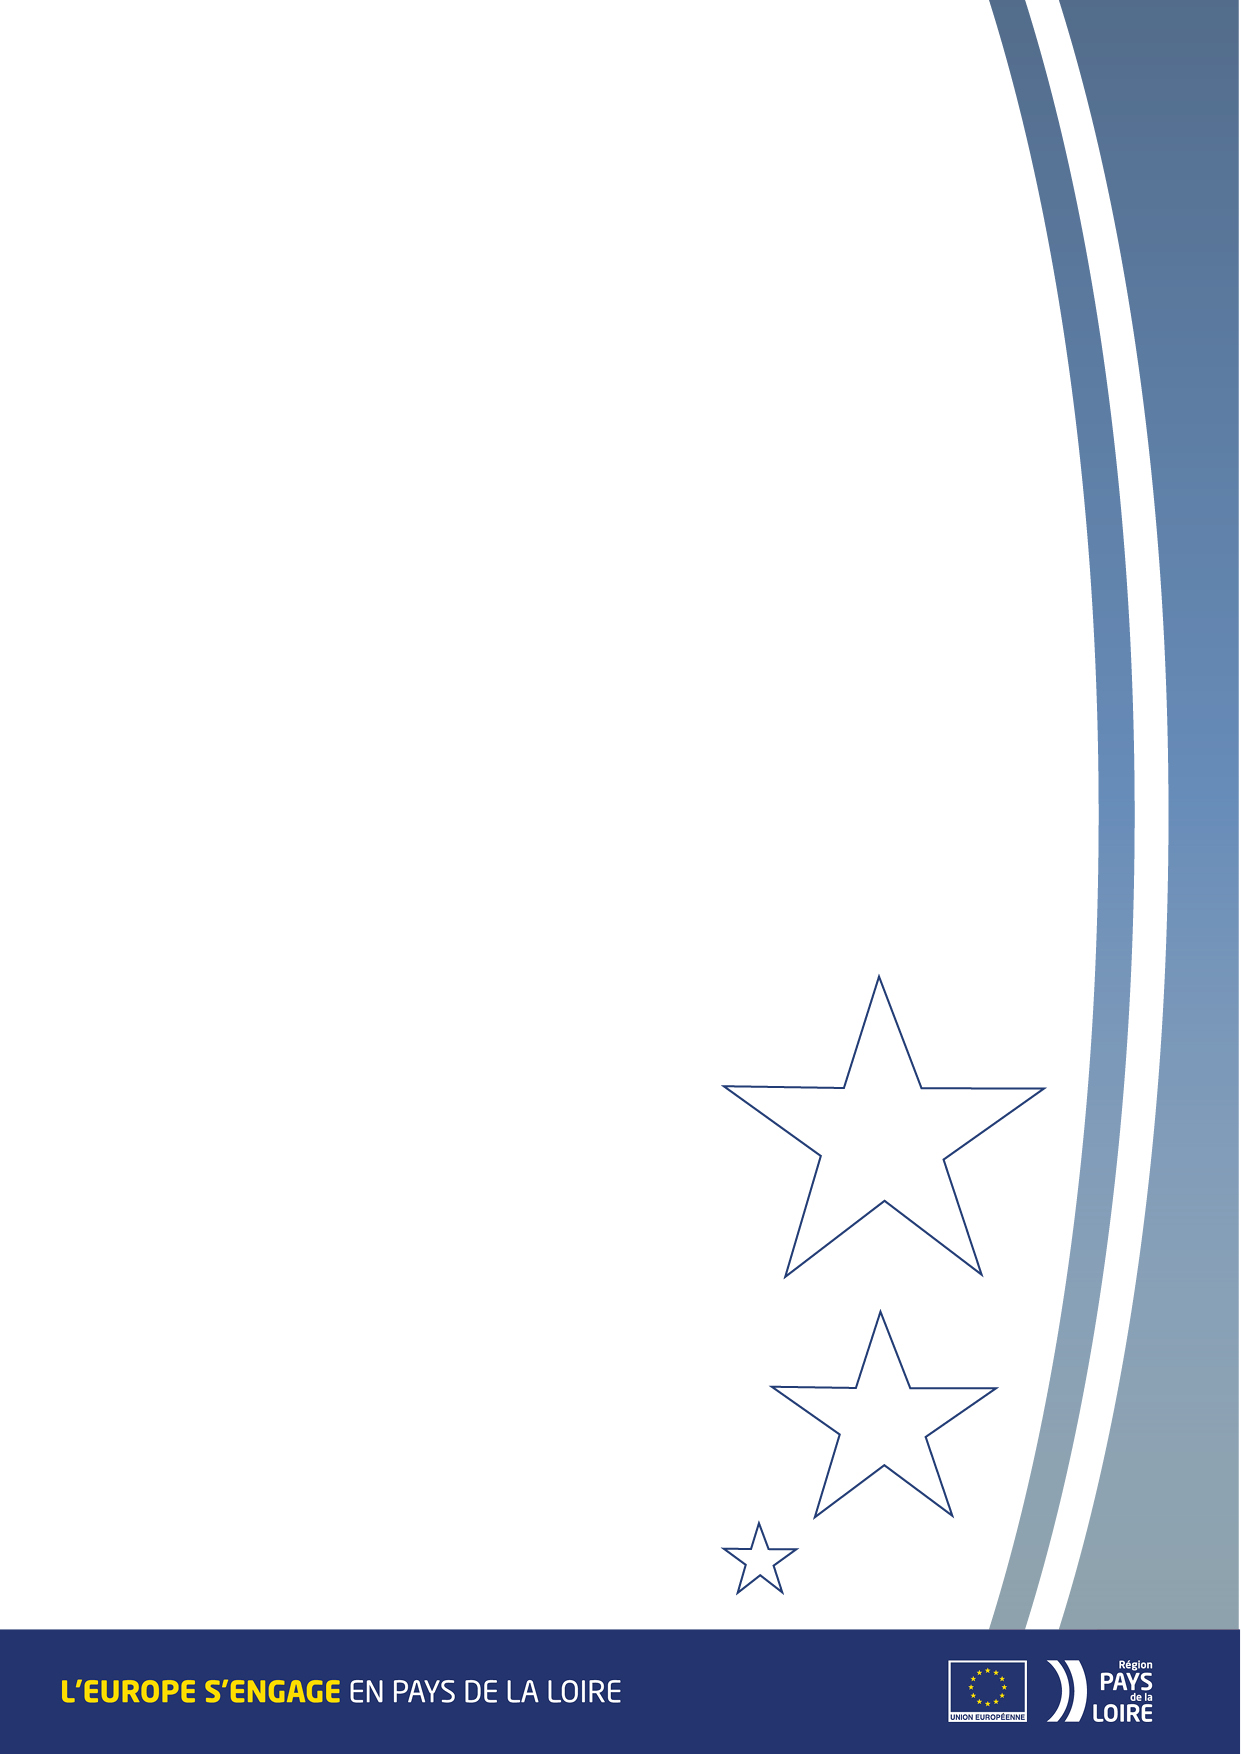 L'EUROPE S'ENGAGE EN PAYS DE LA LOIRE
UNION EUROPÉENNE
Région
PAYS
de la
LOIRE